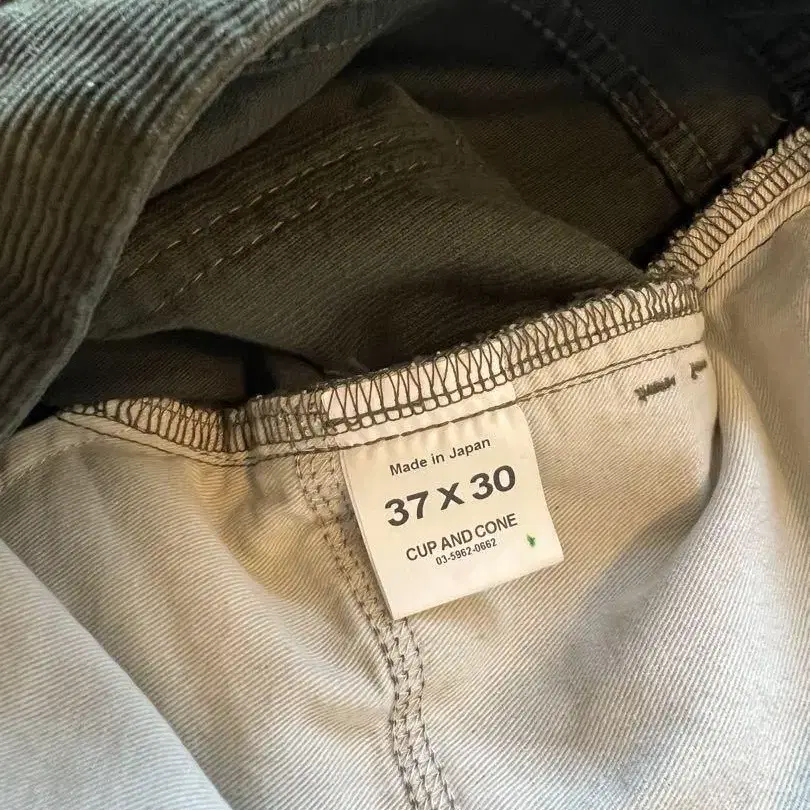 Made in Japan
37 X 30
CUP AND CONE
03-5962-0662